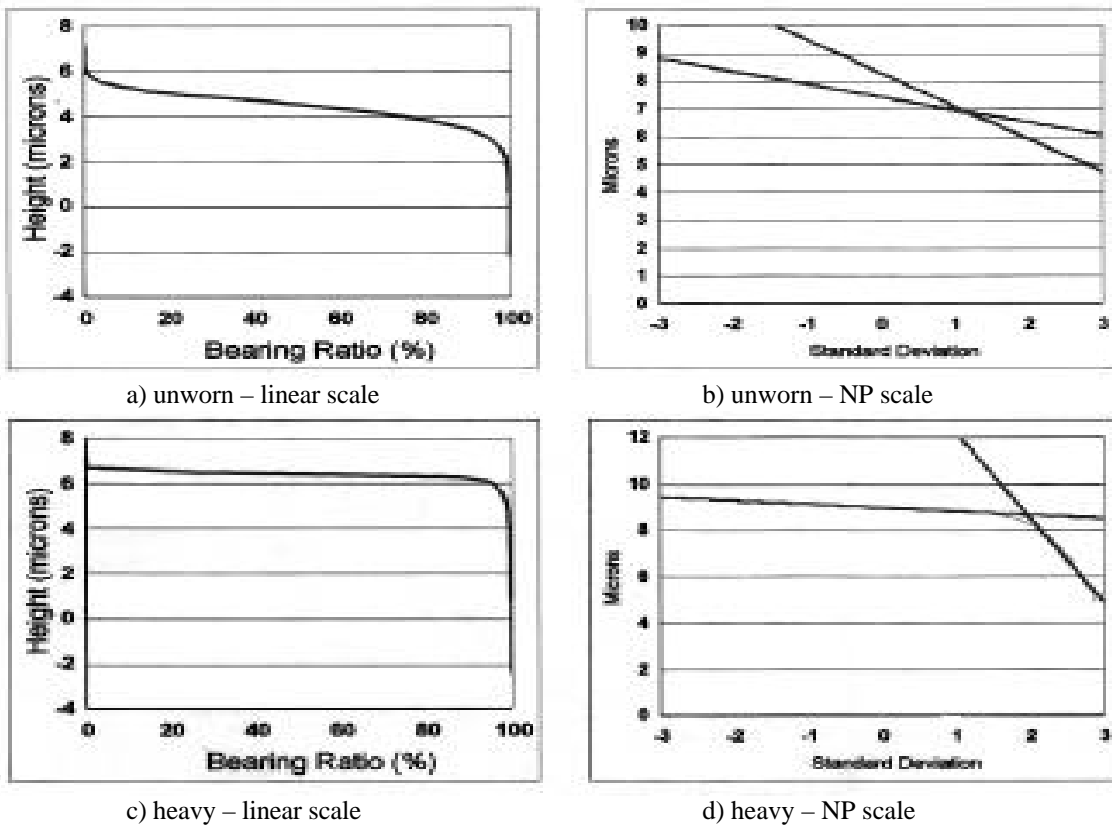 8
6
4
2
0
-2
-4
Height (microns)
0 20 40 60 80 100
Bearing Ratio (%)
a) unworn – linear scale
10
9
8
7
6
5
4
3
2
1
0
Microns
-3 -2 -1 0 1 2 3
Standard Deviation
b) unworn – NP scale
8
6
4
2
0
-2
-4
Height (microns)
0 20 40 60 80 100
Bearing Ratio (%)
c) heavy – linear scale
12
10
8
6
4
2
0
Microns
-3 -2 -1 0 1 2 3
Standard Deviation
d) heavy – NP scale